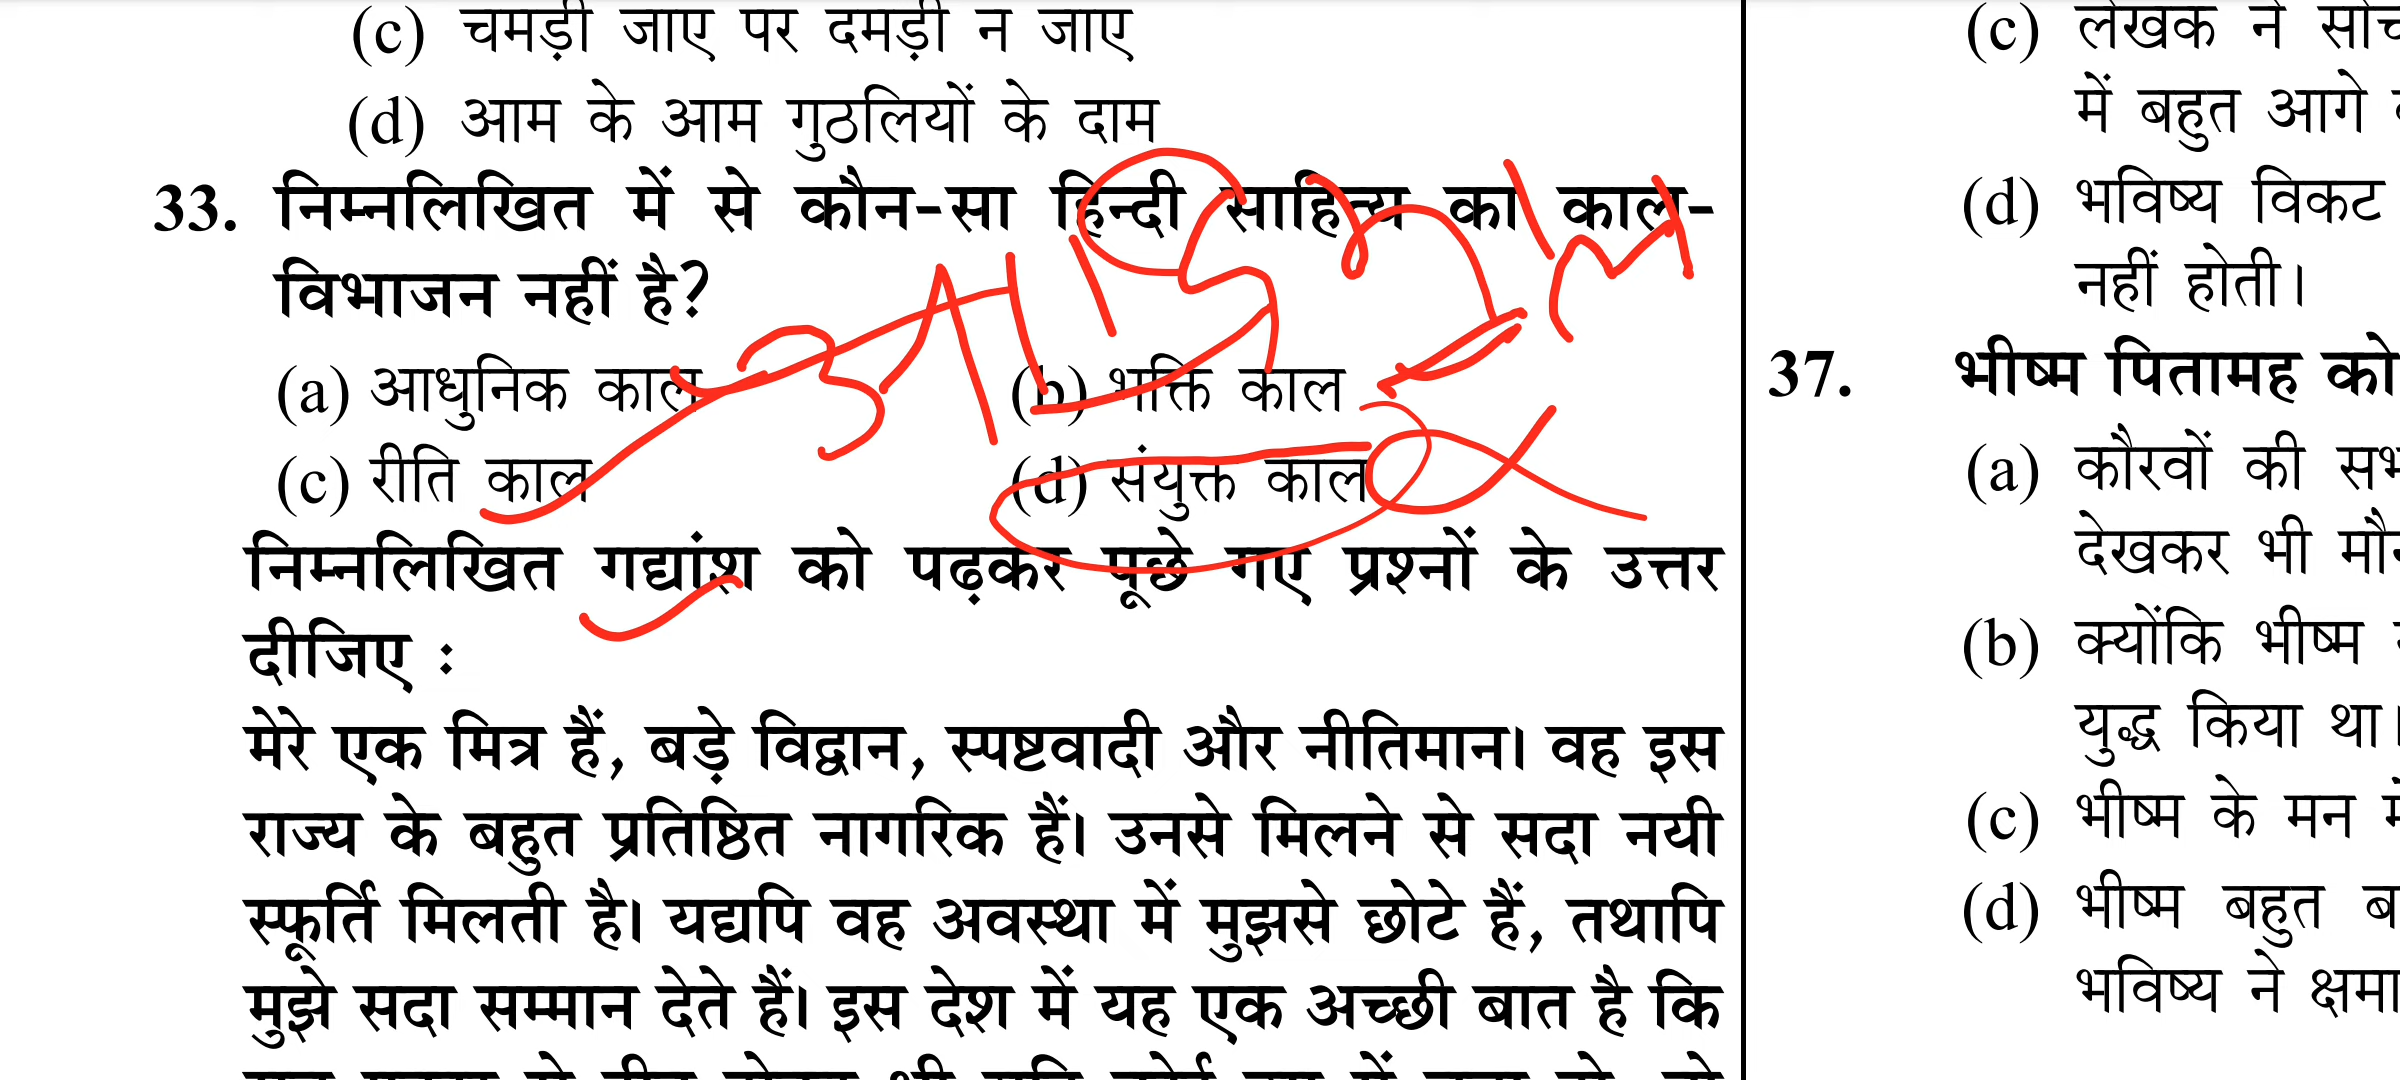 (c) चमड़ी जाए पर दमड़ी न जाए
(d) आम के आम गुठलियों के दाम
33. निम्नलिखित में से कौन-सा हिन्दी साहित्य का काल-
विभाजन नहीं है?
(a) आधुनिक काल (b) भक्ति काल
(c) रीति काल (d) संयुक्त काल
निम्नलिखित गद्यांश को पढ़कर पूछे गए प्रश्नों के उत्तर
दीजिए :
मेरे एक मित्र हैं, बड़े विद्वान, स्पष्टवादी और नीतिमान। वह इस
राज्य के बहुत प्रतिष्ठित नागरिक हैं। उनसे मिलने से सदा नयी
स्फूर्ति मिलती है। यद्यपि वह अवस्था में मुझसे छोटे हैं, तथापि
मुझे सदा सम्मान देते हैं। इस देश में यह एक अच्छी बात है कि
(c) लेखक ने
में बहुत आगे
(d) भविष्य विकट
नहीं होती।
37. भीष्म पितामह को
(a) कौरवों की
देखकर भी
(b) क्योंकि भीष्म
युद्ध किया था।
(c) भीष्म के मन
(d) भीष्म बहुत
भविष्य ने